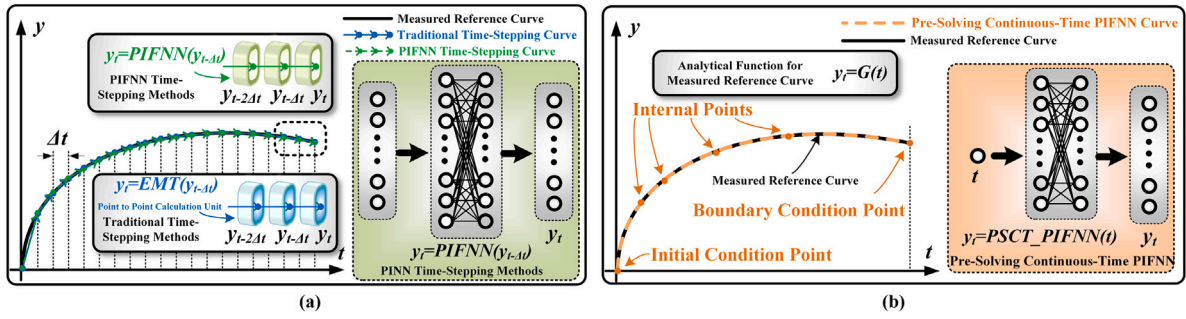 (a)
y
Measured Reference Curve
Traditional Time-Stepping Curve
PIFNN Time-Stepping Curve
yₜ=PIFNN(yₜ₋Δₜ)
PIFNN Time-
Stepping Methods
yₜ₋₂Δₜ yₜ₋Δₜ yₜ
Δt
yₜ=EMT(yₜ₋Δₜ)
Point to Point Calculation Unit
Traditional Time-
Stepping Methods
yₜ₋₂Δₜ yₜ₋Δₜ yₜ
t
yₜ₋Δₜ
yₜ
yₜ=PIFNN(yₜ₋Δₜ)
PINN Time-Stepping Methods
(a)
(b)
y
Pre-Solving Continuous-Time PIFNN Curve
Measured Reference Curve
Analytical Function for
Measured Reference Curve
yₜ=G(t)
Internal Points
Measured Reference Curve
Boundary Condition Point
Initial Condition Point
t
t
yₜ=PSCT_PIFNN(t)
yₜ
Pre-Solving Continuous-Time PIFNN
(b)